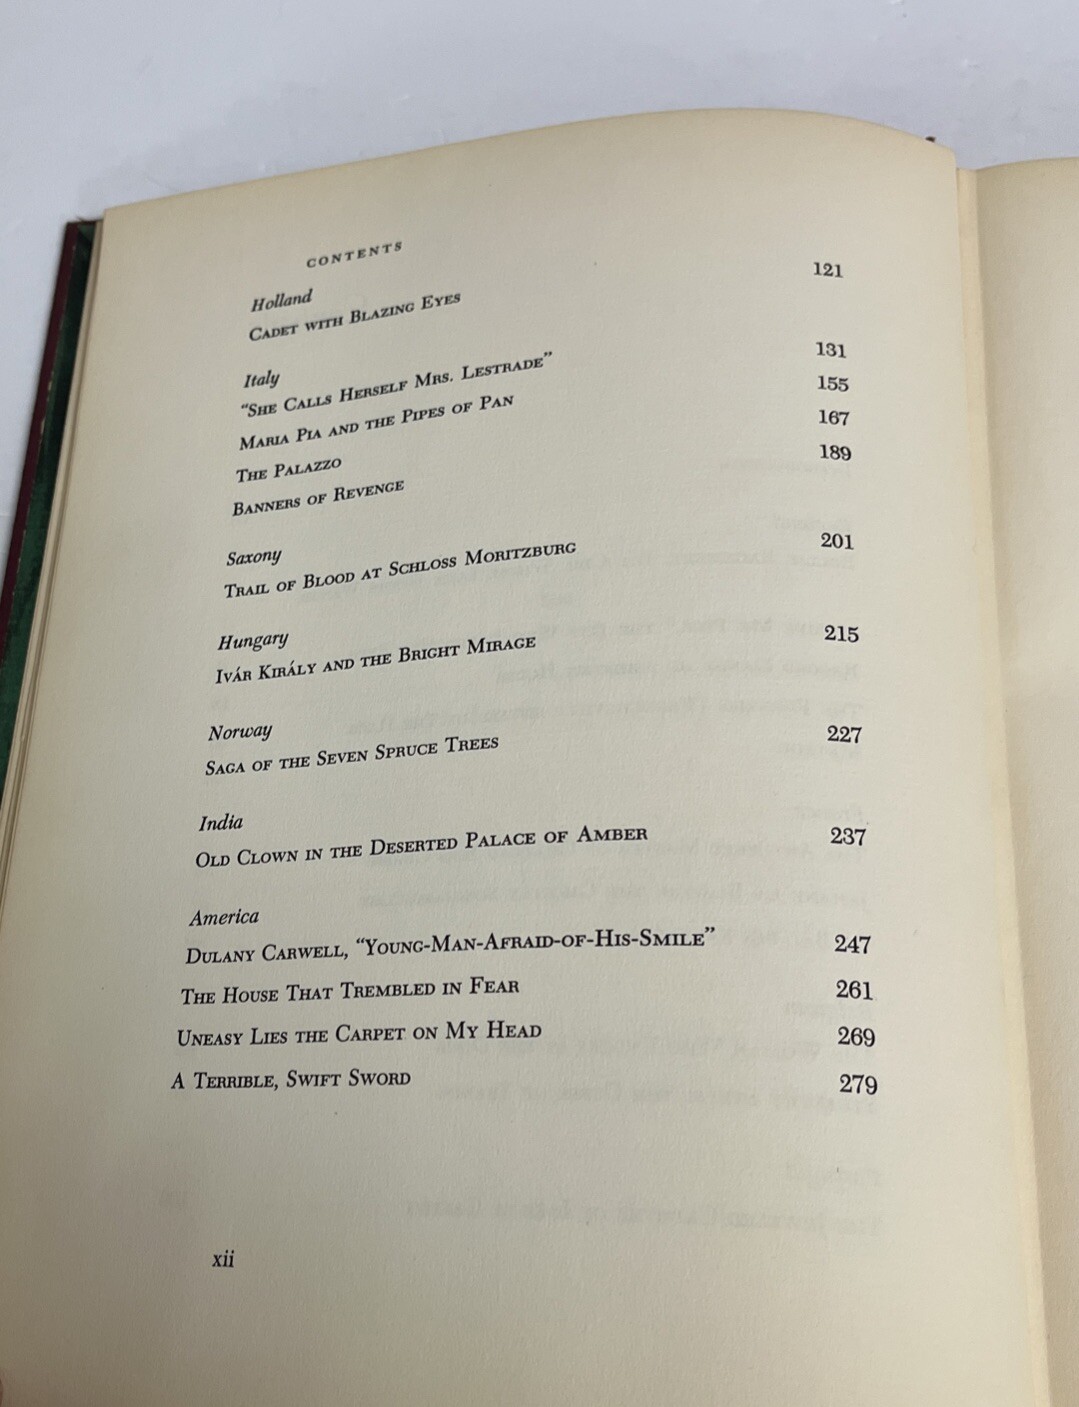 CONTENTS
Holland
CADET WITH BLAZING EYES 121
Italy
"SHE CALLS HERSELF MRS. LESTRADE" 131
MARIA PIA AND THE PIPES OF PAN 155
THE PALAZZO 167
BANNERS OF REVENGE 189
Saxony
TRAIL OF BLOOD AT SCHLOSS MORITZBURG 201
Hungary
IVÁR KIRÁLY AND THE BRIGHT MIRAGE 215
Norway
SAGA OF THE SEVEN SPRUCE TREES 227
India
OLD CLOWN IN THE DESERTED PALACE OF AMBER 237
America
DULANY CARWELL, "YOUNG-MAN-AFRAID-OF-HIS-SMILE" 247
THE HOUSE THAT TREMBLED IN FEAR 261
UNEASY LIES THE CARPET ON MY HEAD 269
A TERRIBLE, SWIFT SWORD 279
xii